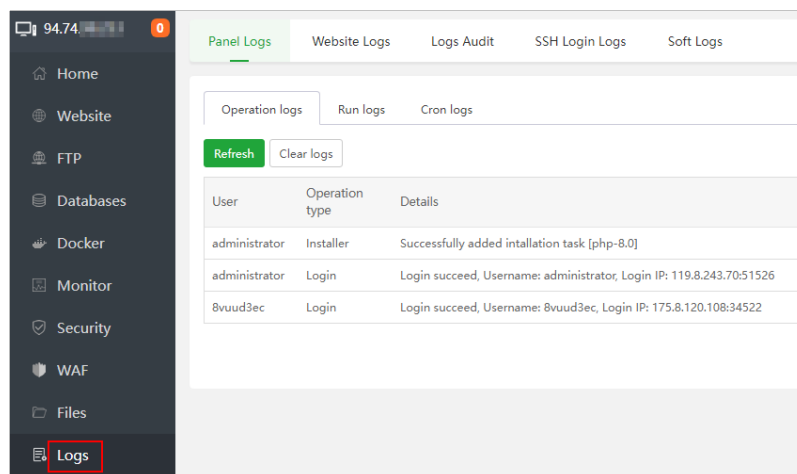 94.74.
0
Home
Website
FTP
Databases
Docker
Monitor
Security
WAF
Files
Logs
Panel Logs Website Logs Logs Audit SSH Login Logs Soft Logs
Operation logs Run logs Cron logs
Refresh Clear logs
User Operation type Details
administrator Installer Successfully added intallation task [php-8.0]
administrator Login Login succeed, Username: administrator, Login IP: 119.8.243.70:51526
8vuud3ec Login Login succeed, Username: 8vuud3ec, Login IP: 175.8.120.108:34522